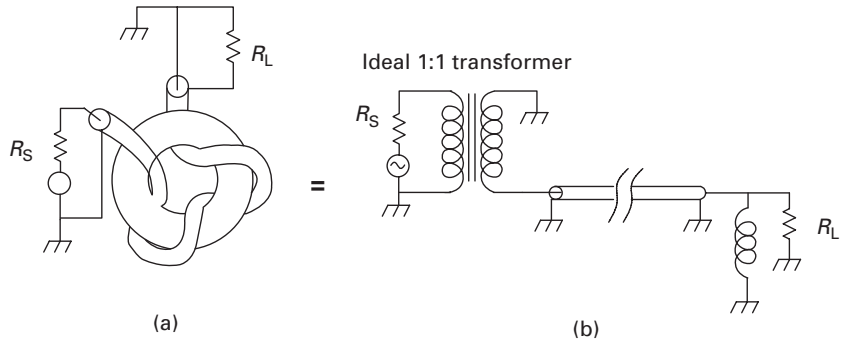 R_L
Ideal 1:1 transformer
R_S
R_S
=
R_L
(a)
(b)